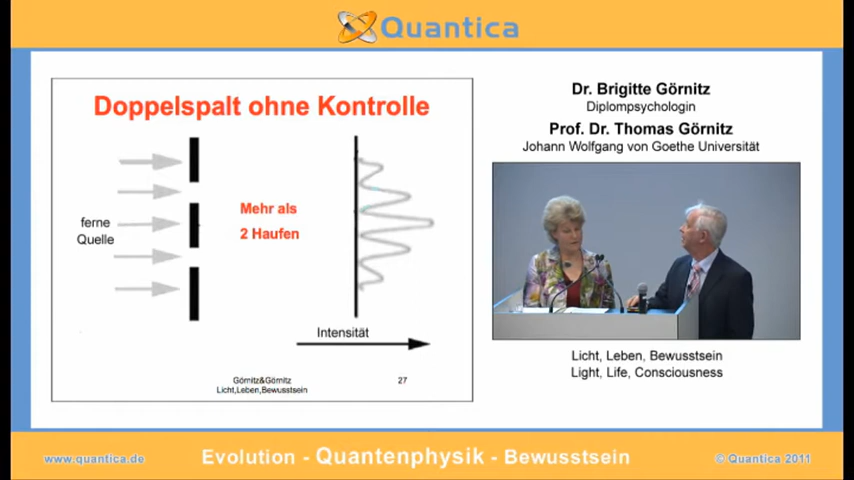 Quantica
Doppelspalt ohne Kontrolle
ferne
Quelle
Mehr als
2 Haufen
Intensität
Görnitz&Görnitz
Licht,Leben,Bewusstsein
27
Dr. Brigitte Görnitz
Diplompsychologin
Prof. Dr. Thomas Görnitz
Johann Wolfgang von Goethe Universität
Licht, Leben, Bewusstsein
Light, Life, Consciousness
www.quantica.de
Evolution - Quantenphysik - Bewusstsein
© Quantica 2011